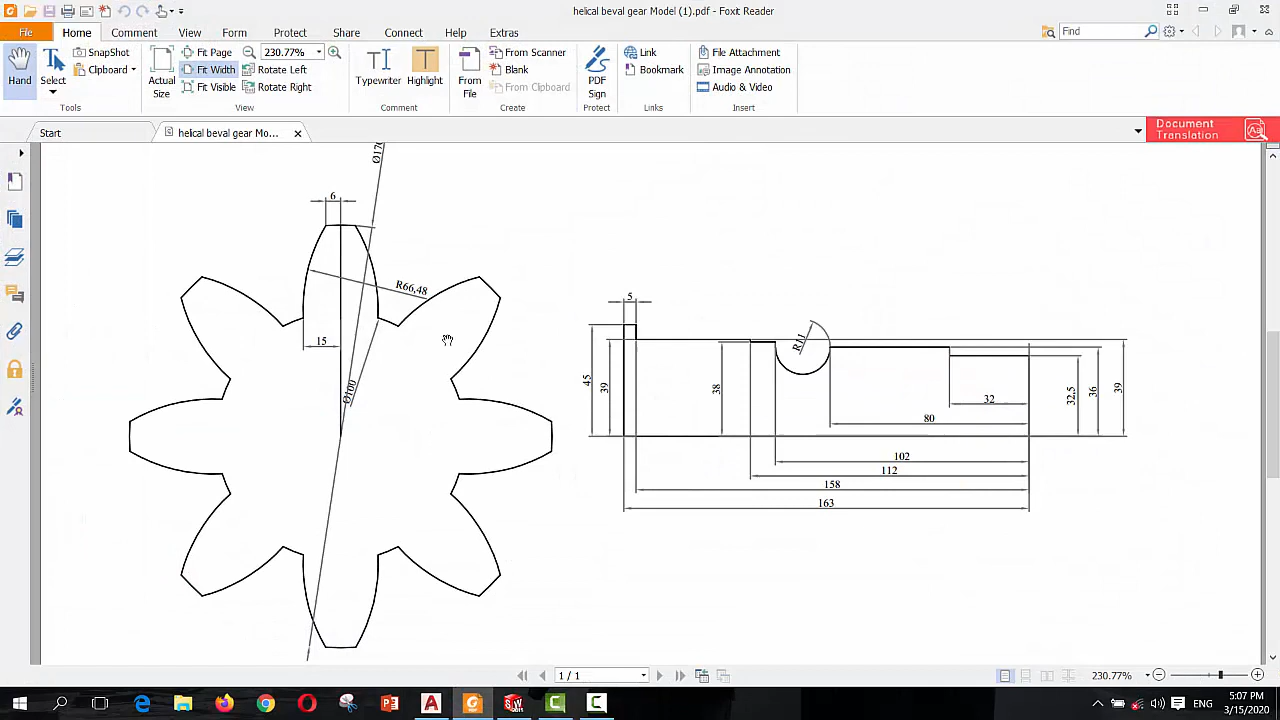 helical beval gear Model (1).pdf - Foxit Reader
File Home Comment View Form Protect Share Connect Help Extras Find
Hand Select SnapShot Clipboard Tools
Actual Size Fit Page Fit Width Fit Visible 230.77% Rotate Left Rotate Right View
Typewriter Highlight Comment
From File From Scanner Blank From Clipboard Create
PDF Sign Protect
Link Bookmark Links
File Attachment Image Annotation Audio & Video Insert
Start helical beval gear Mo...
Document Translation
6
R66,48
15
Ø100
5
R11
45
39
38
32
80
32,5
36
39
102
112
158
163
1 / 1 230.77%
ENG 5:07 PM
3/15/2020